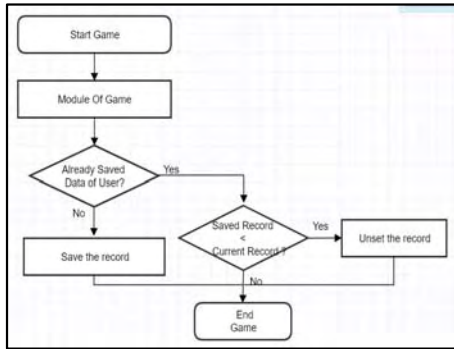 Start Game
Module Of Game
Already Saved
Data of User?
Yes
No
Saved Record
<
Current Record ?
Yes
Unset the record
Save the record
No
End
Game